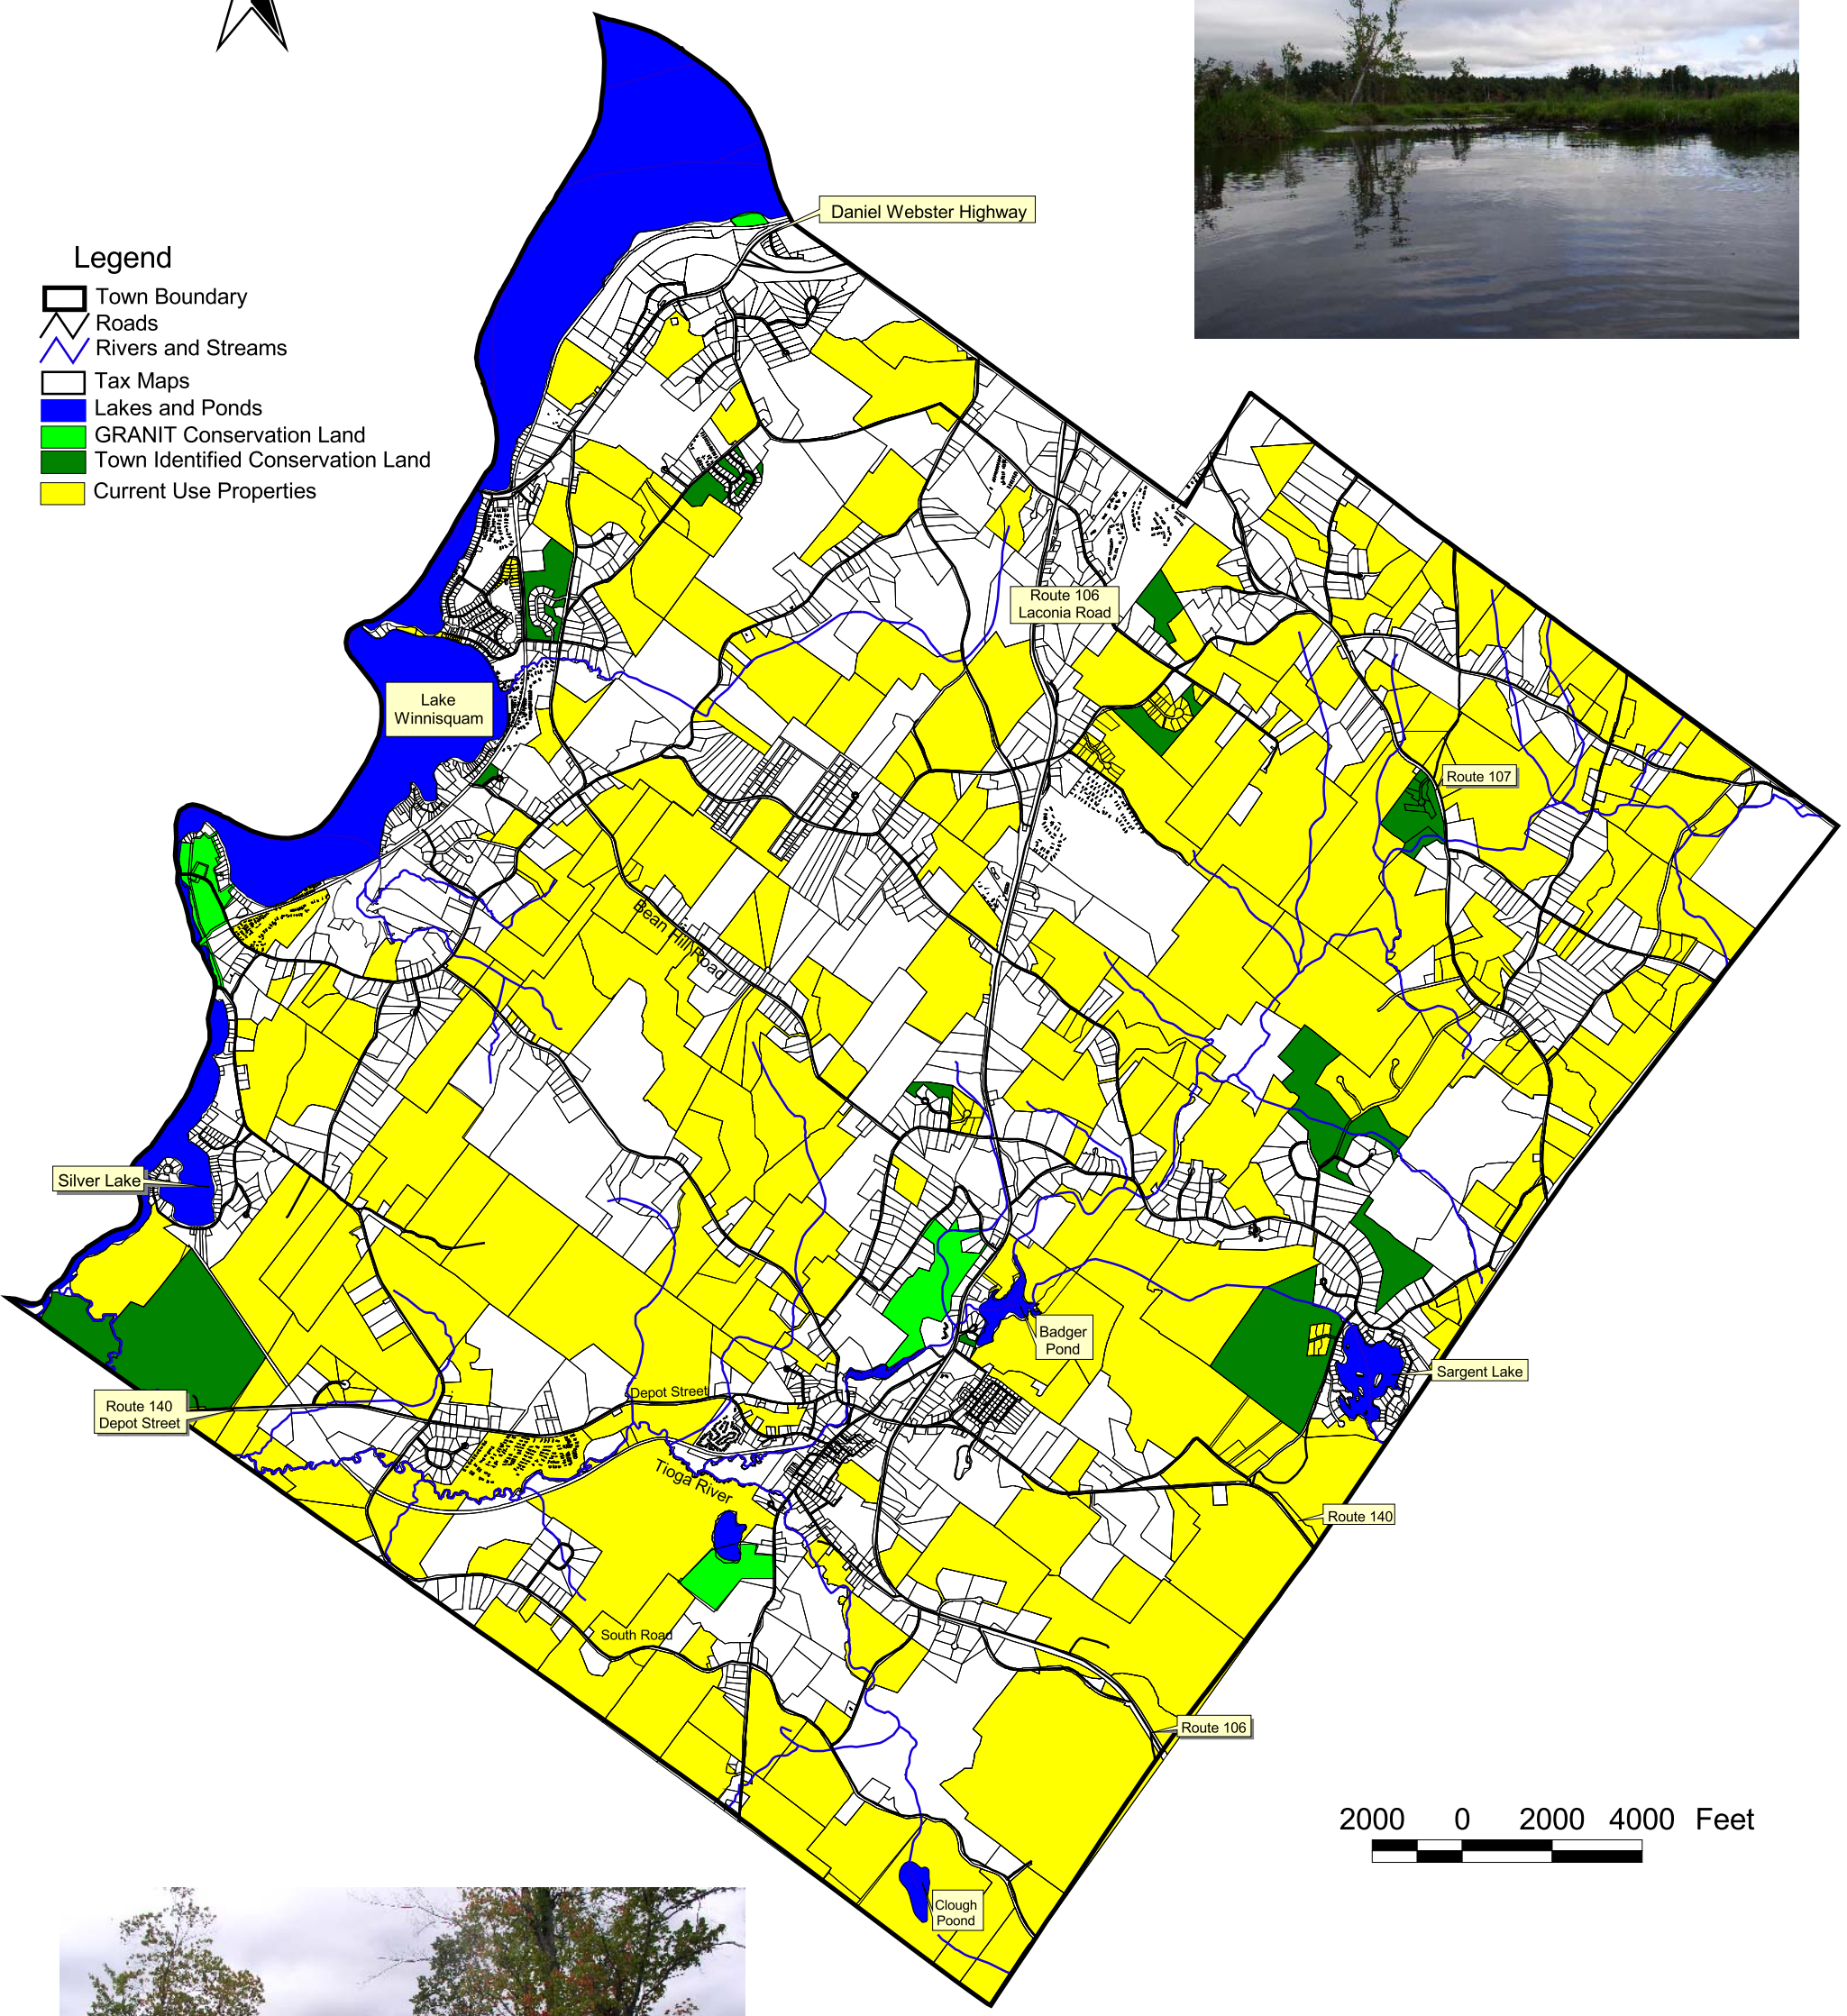 Daniel Webster Highway
Legend
Town Boundary
Roads
Rivers and Streams
Tax Maps
Lakes and Ponds
GRANIT Conservation Land
Town Identified Conservation Land
Current Use Properties
Route 106
Laconia Road
Lake
Winnisquam
Route 107
Bean Hill Road
Silver Lake
Badger
Pond
Sargent Lake
Depot Street
Route 140
Depot Street
Tioga River
Route 140
South Road
Route 106
2000 0 2000 4000 Feet
Clough
Poond